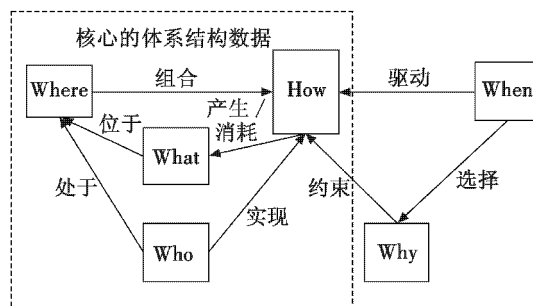 核心的体系结构数据
Where
组合
How
驱动
When
产生/
消耗
位于
What
处于
实现
约束
选择
Who
Why